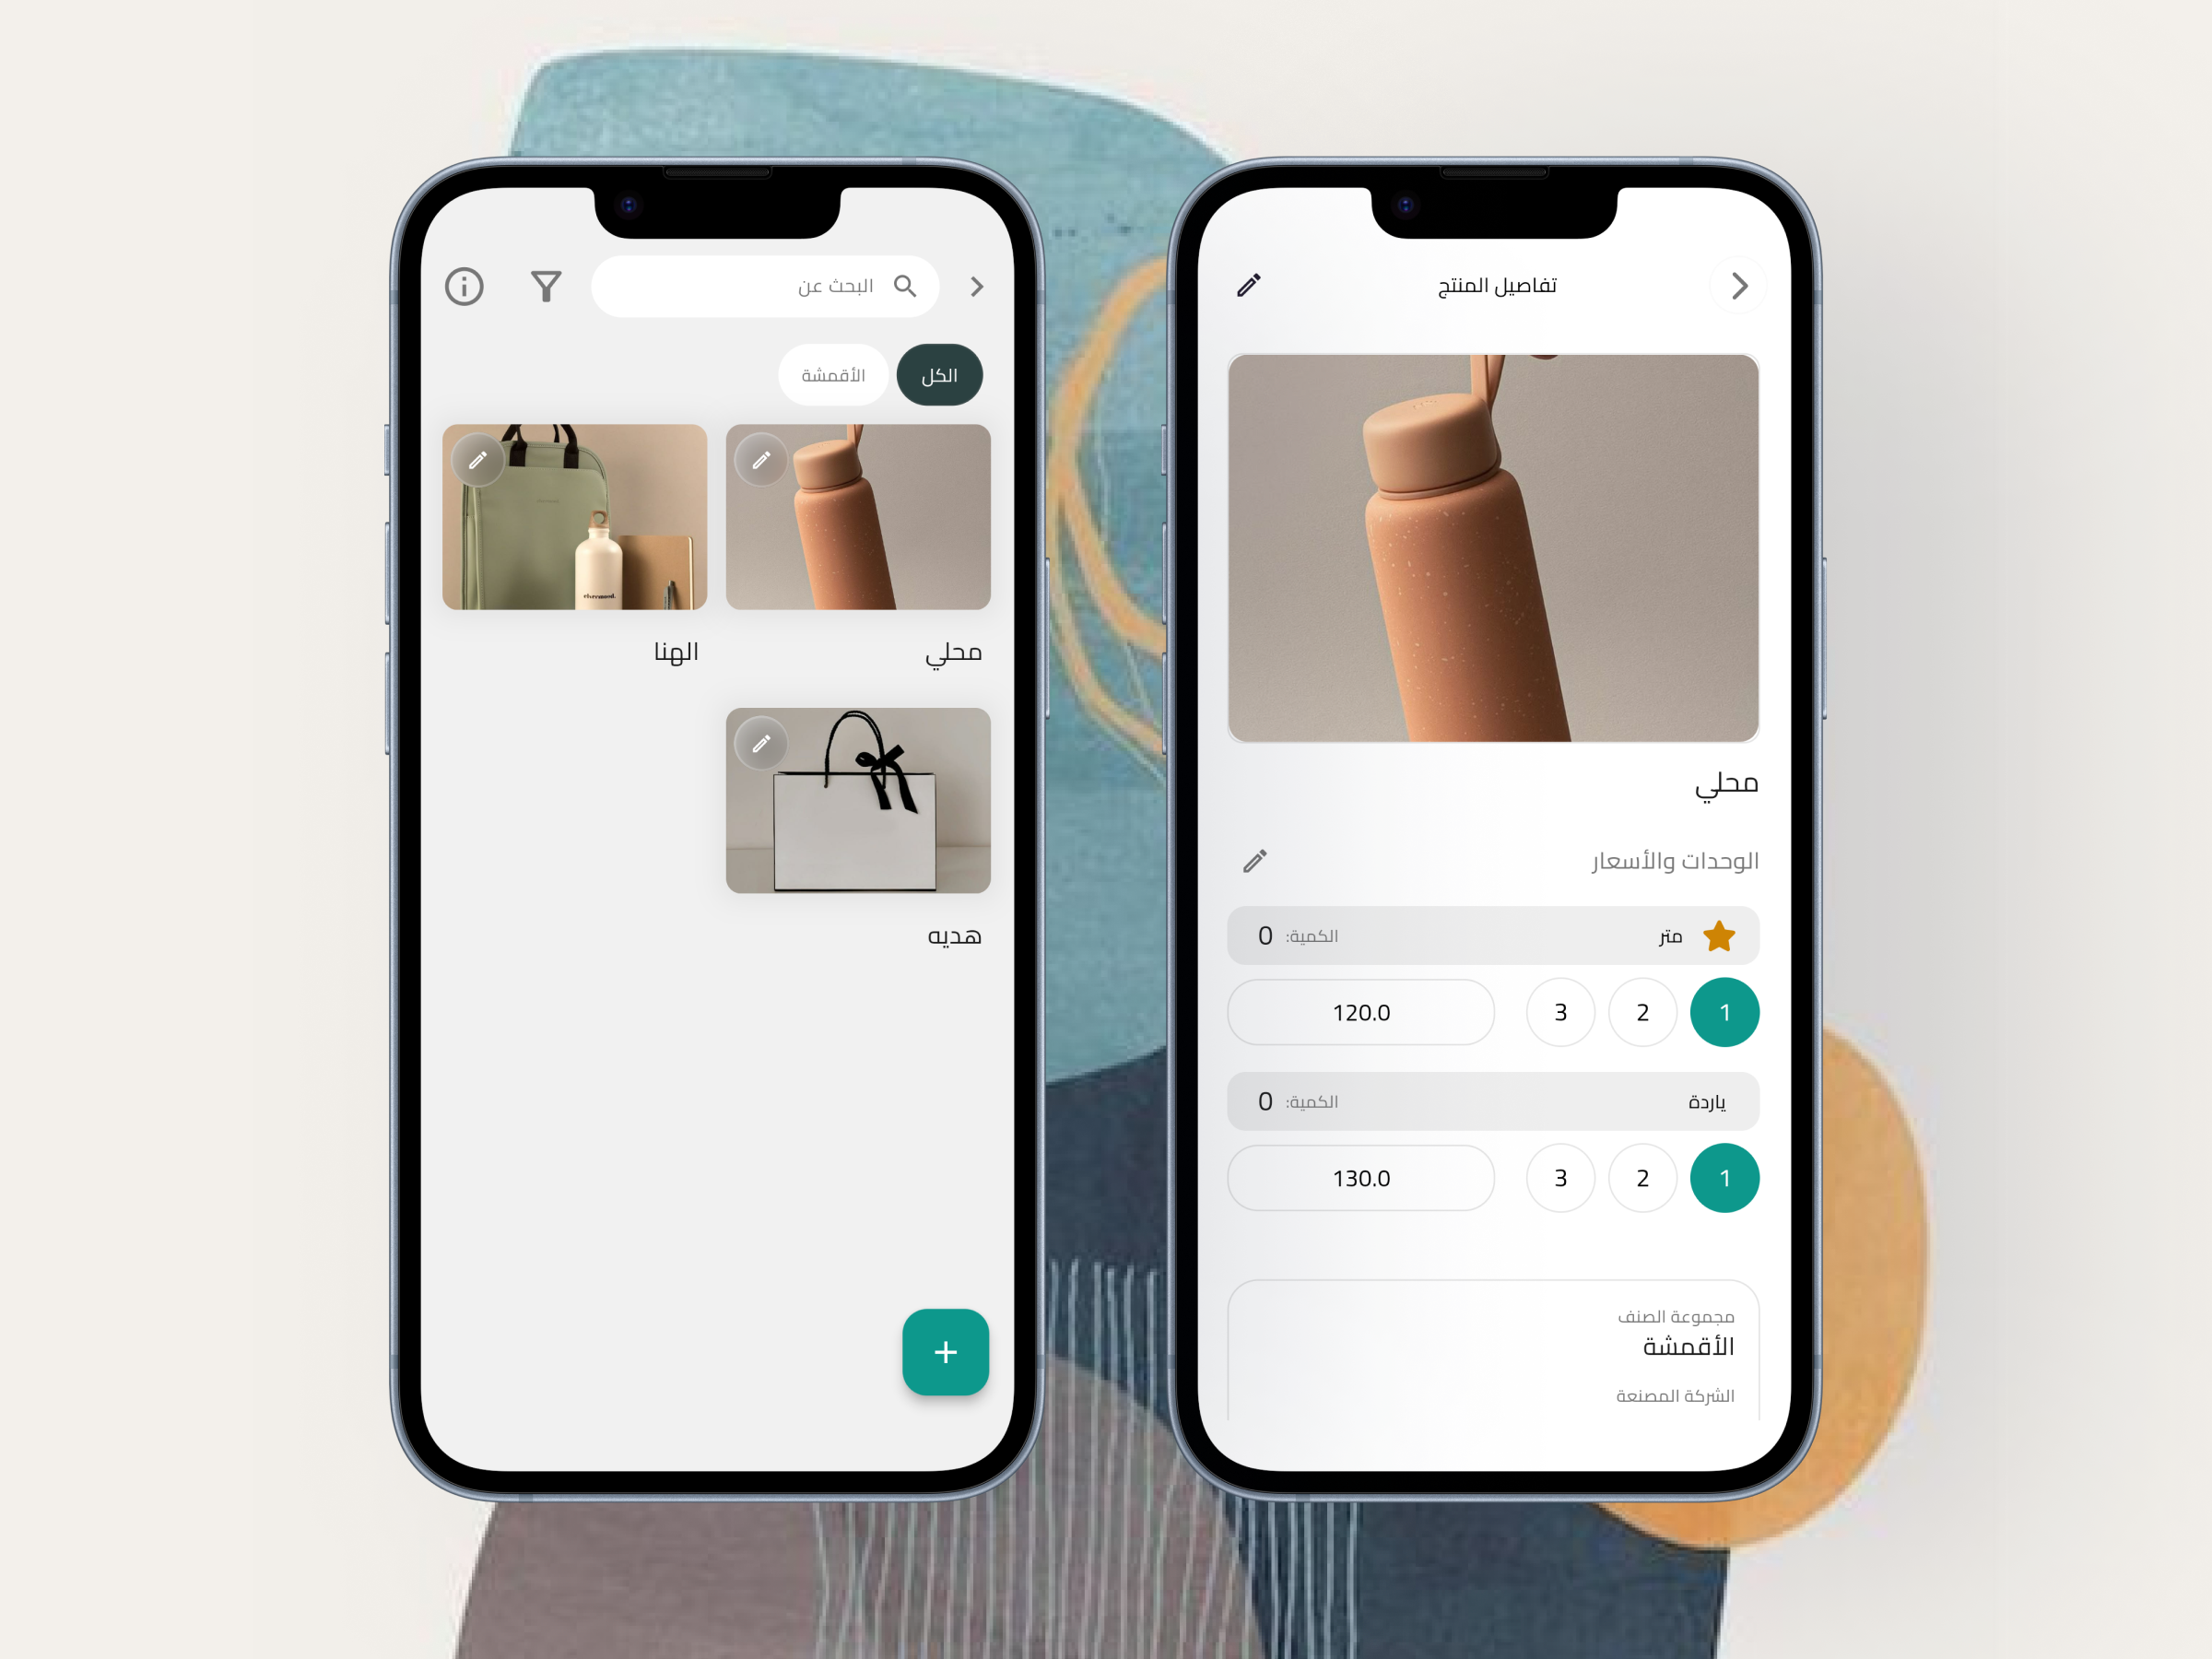 البحث عن
الكل
الأقمشة
محلي
الهنا
هديه
تفاصيل المنتج
محلي
الوحدات والأسعار
متر
الكمية: 0
1 2 3 120.0
ياردة
الكمية: 0
1 2 3 130.0
مجموعة الصنف
الأقمشة
الشركة المصنعة